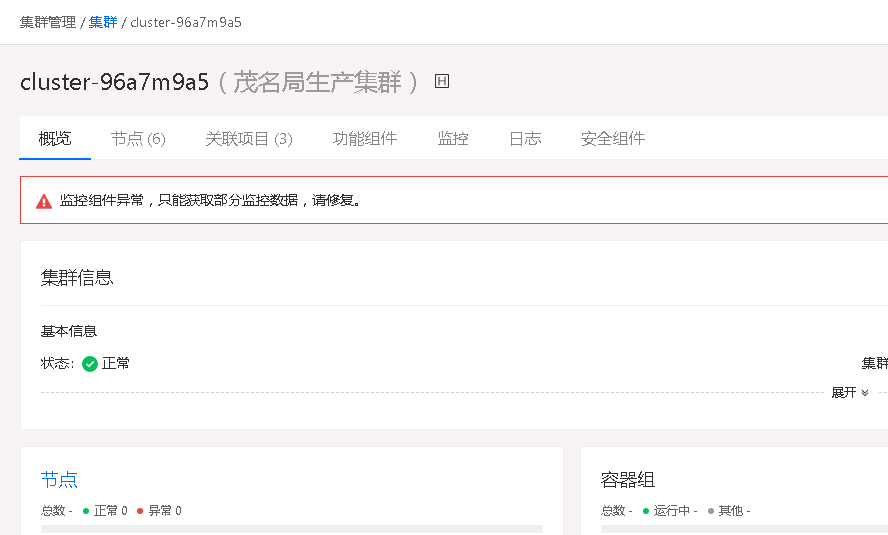 集群管理 / 集群 / cluster-96a7m9a5
cluster-96a7m9a5（茂名局生产集群） H
概览 节点 (6) 关联项目 (3) 功能组件 监控 日志 安全组件
监控组件异常，只能获取部分监控数据，请修复。
集群信息
基本信息
状态: 正常 集群
展开
节点 容器组
总数 - 正常 0 异常 0 总数 - 运行中 - 其他 -